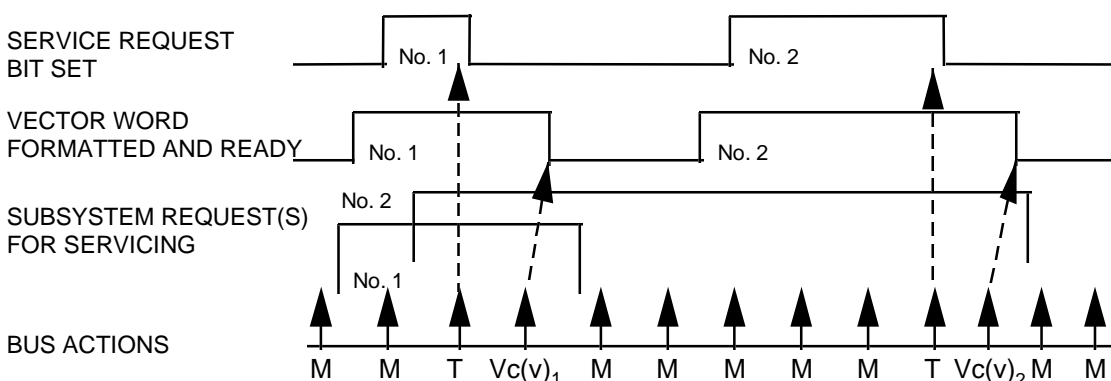 SERVICE REQUEST
BIT SET
No. 1
No. 2
VECTOR WORD
FORMATTED AND READY
No. 1
No. 2
SUBSYSTEM REQUEST(S)
FOR SERVICING
No. 2
No. 1
BUS ACTIONS
M M T Vc(v)1 M M M M M T Vc(v)2 M M